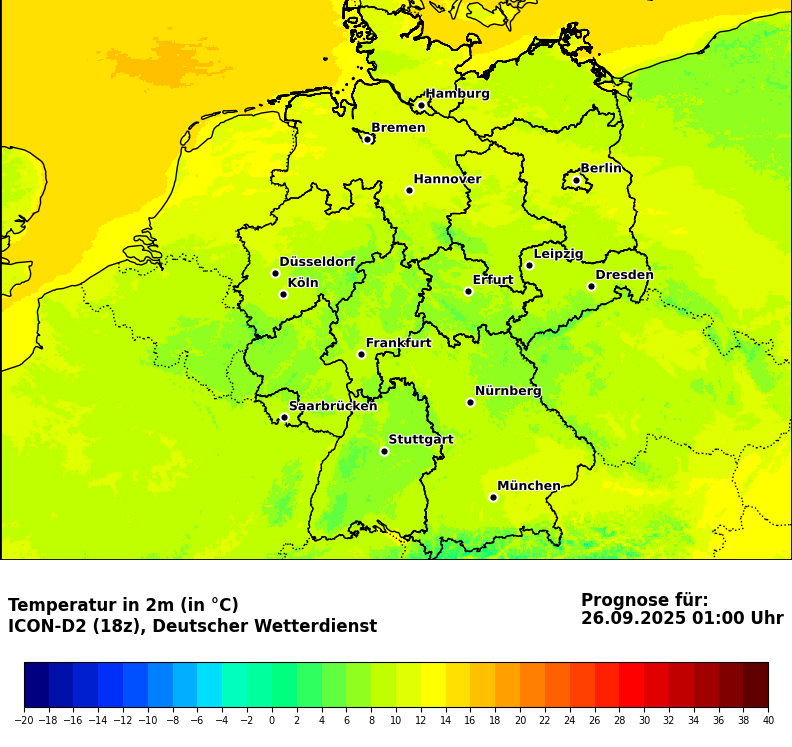 Hamburg
Bremen
Berlin
Hannover
Leipzig
Düsseldorf
Dresden
Köln
Erfurt
Frankfurt
Nürnberg
Saarbrücken
Stuttgart
München
Temperatur in 2m (in °C)
ICON-D2 (18z), Deutscher Wetterdienst
Prognose für:
26.09.2025 01:00 Uhr
−20 −18 −16 −14 −12 −10 −8 −6 −4 −2 0 2 4 6 8 10 12 14 16 18 20 22 24 26 28 30 32 34 36 38 40